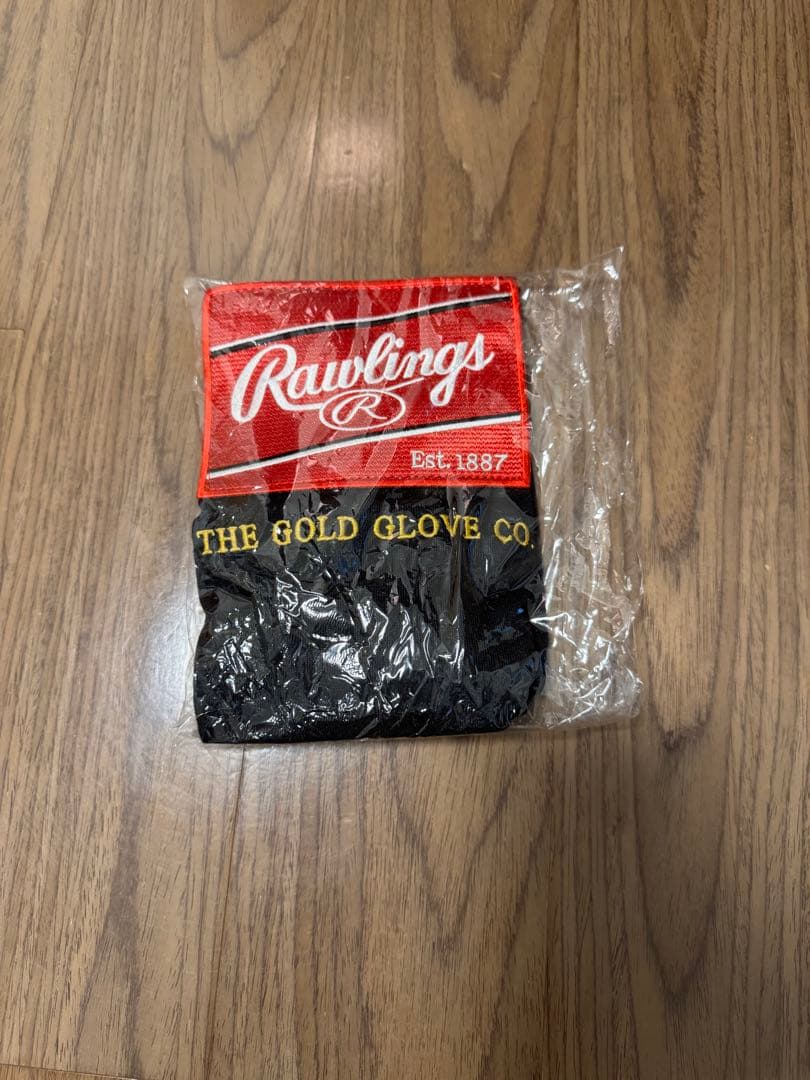 Rawlings
R
Est. 1887
THE GOLD GLOVE CO.